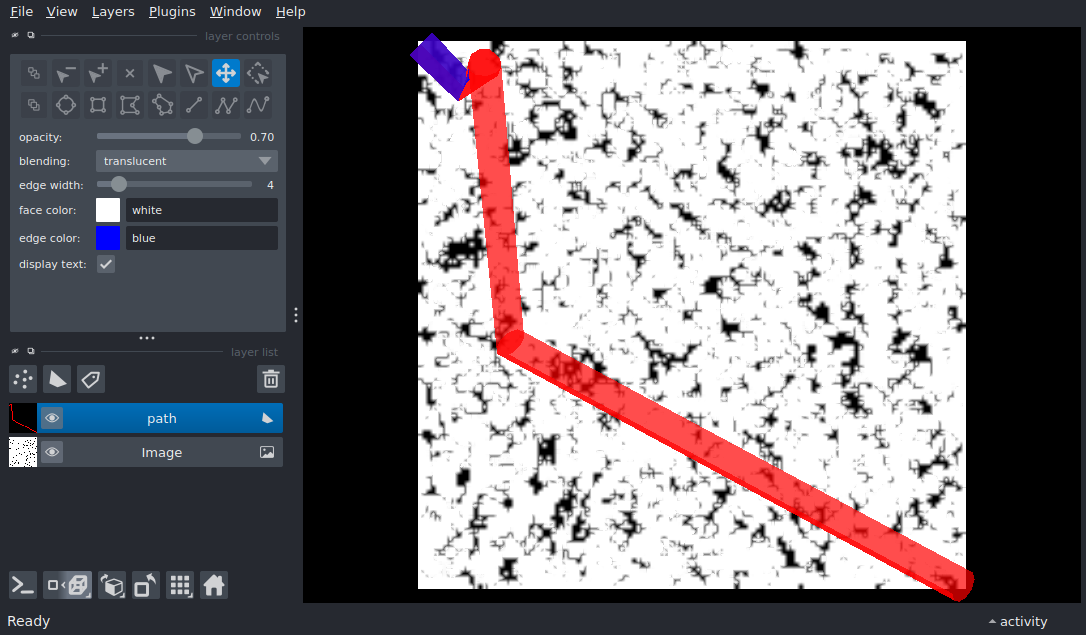 File View Layers Plugins Window Help
layer controls
opacity: 0.70
blending: translucent
edge width: 4
face color: white
edge color: blue
display text:
layer list
path
Image
Ready activity